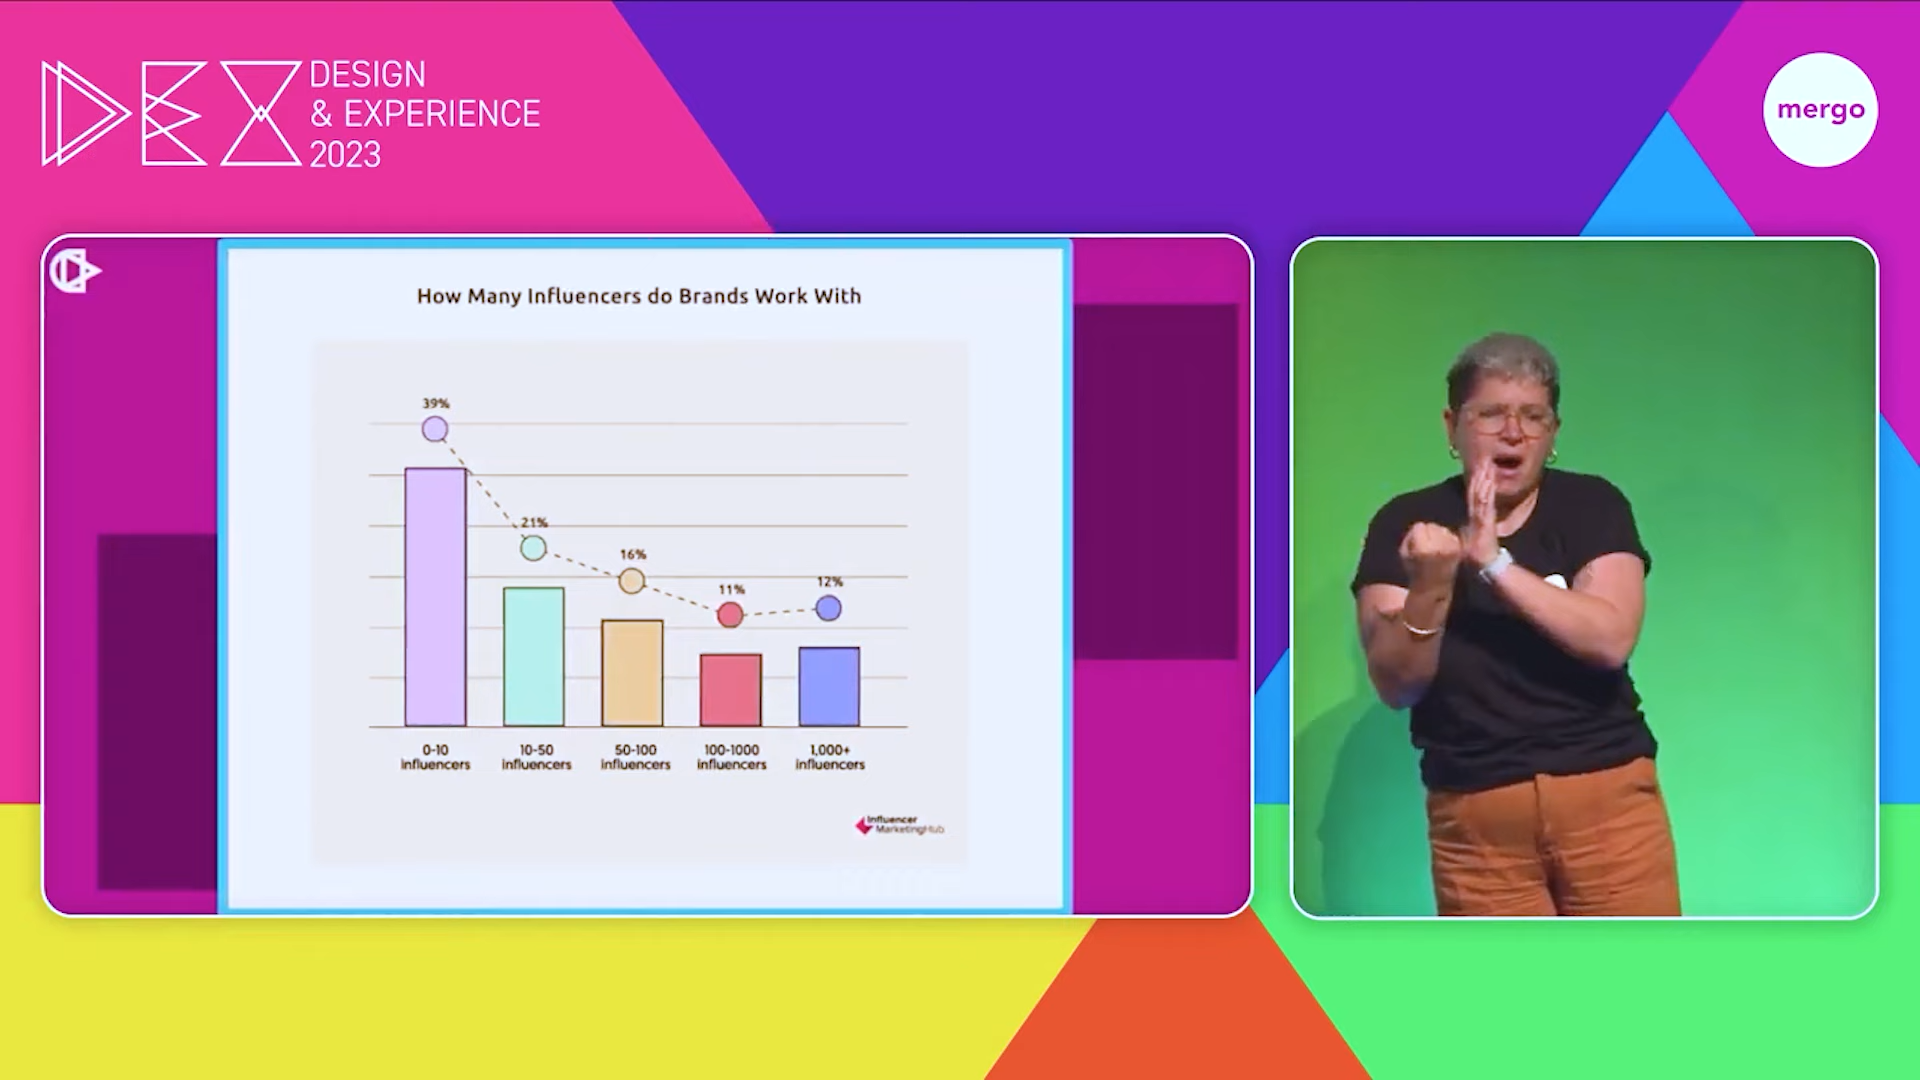 DEX
DESIGN
& EXPERIENCE
2023
mergo
How Many Influencers do Brands Work With
39%
21%
16%
11%
12%
0-10
influencers
10-50
influencers
50-100
influencers
100-1000
influencers
1,000+
influencers
Influencer
MarketingHub